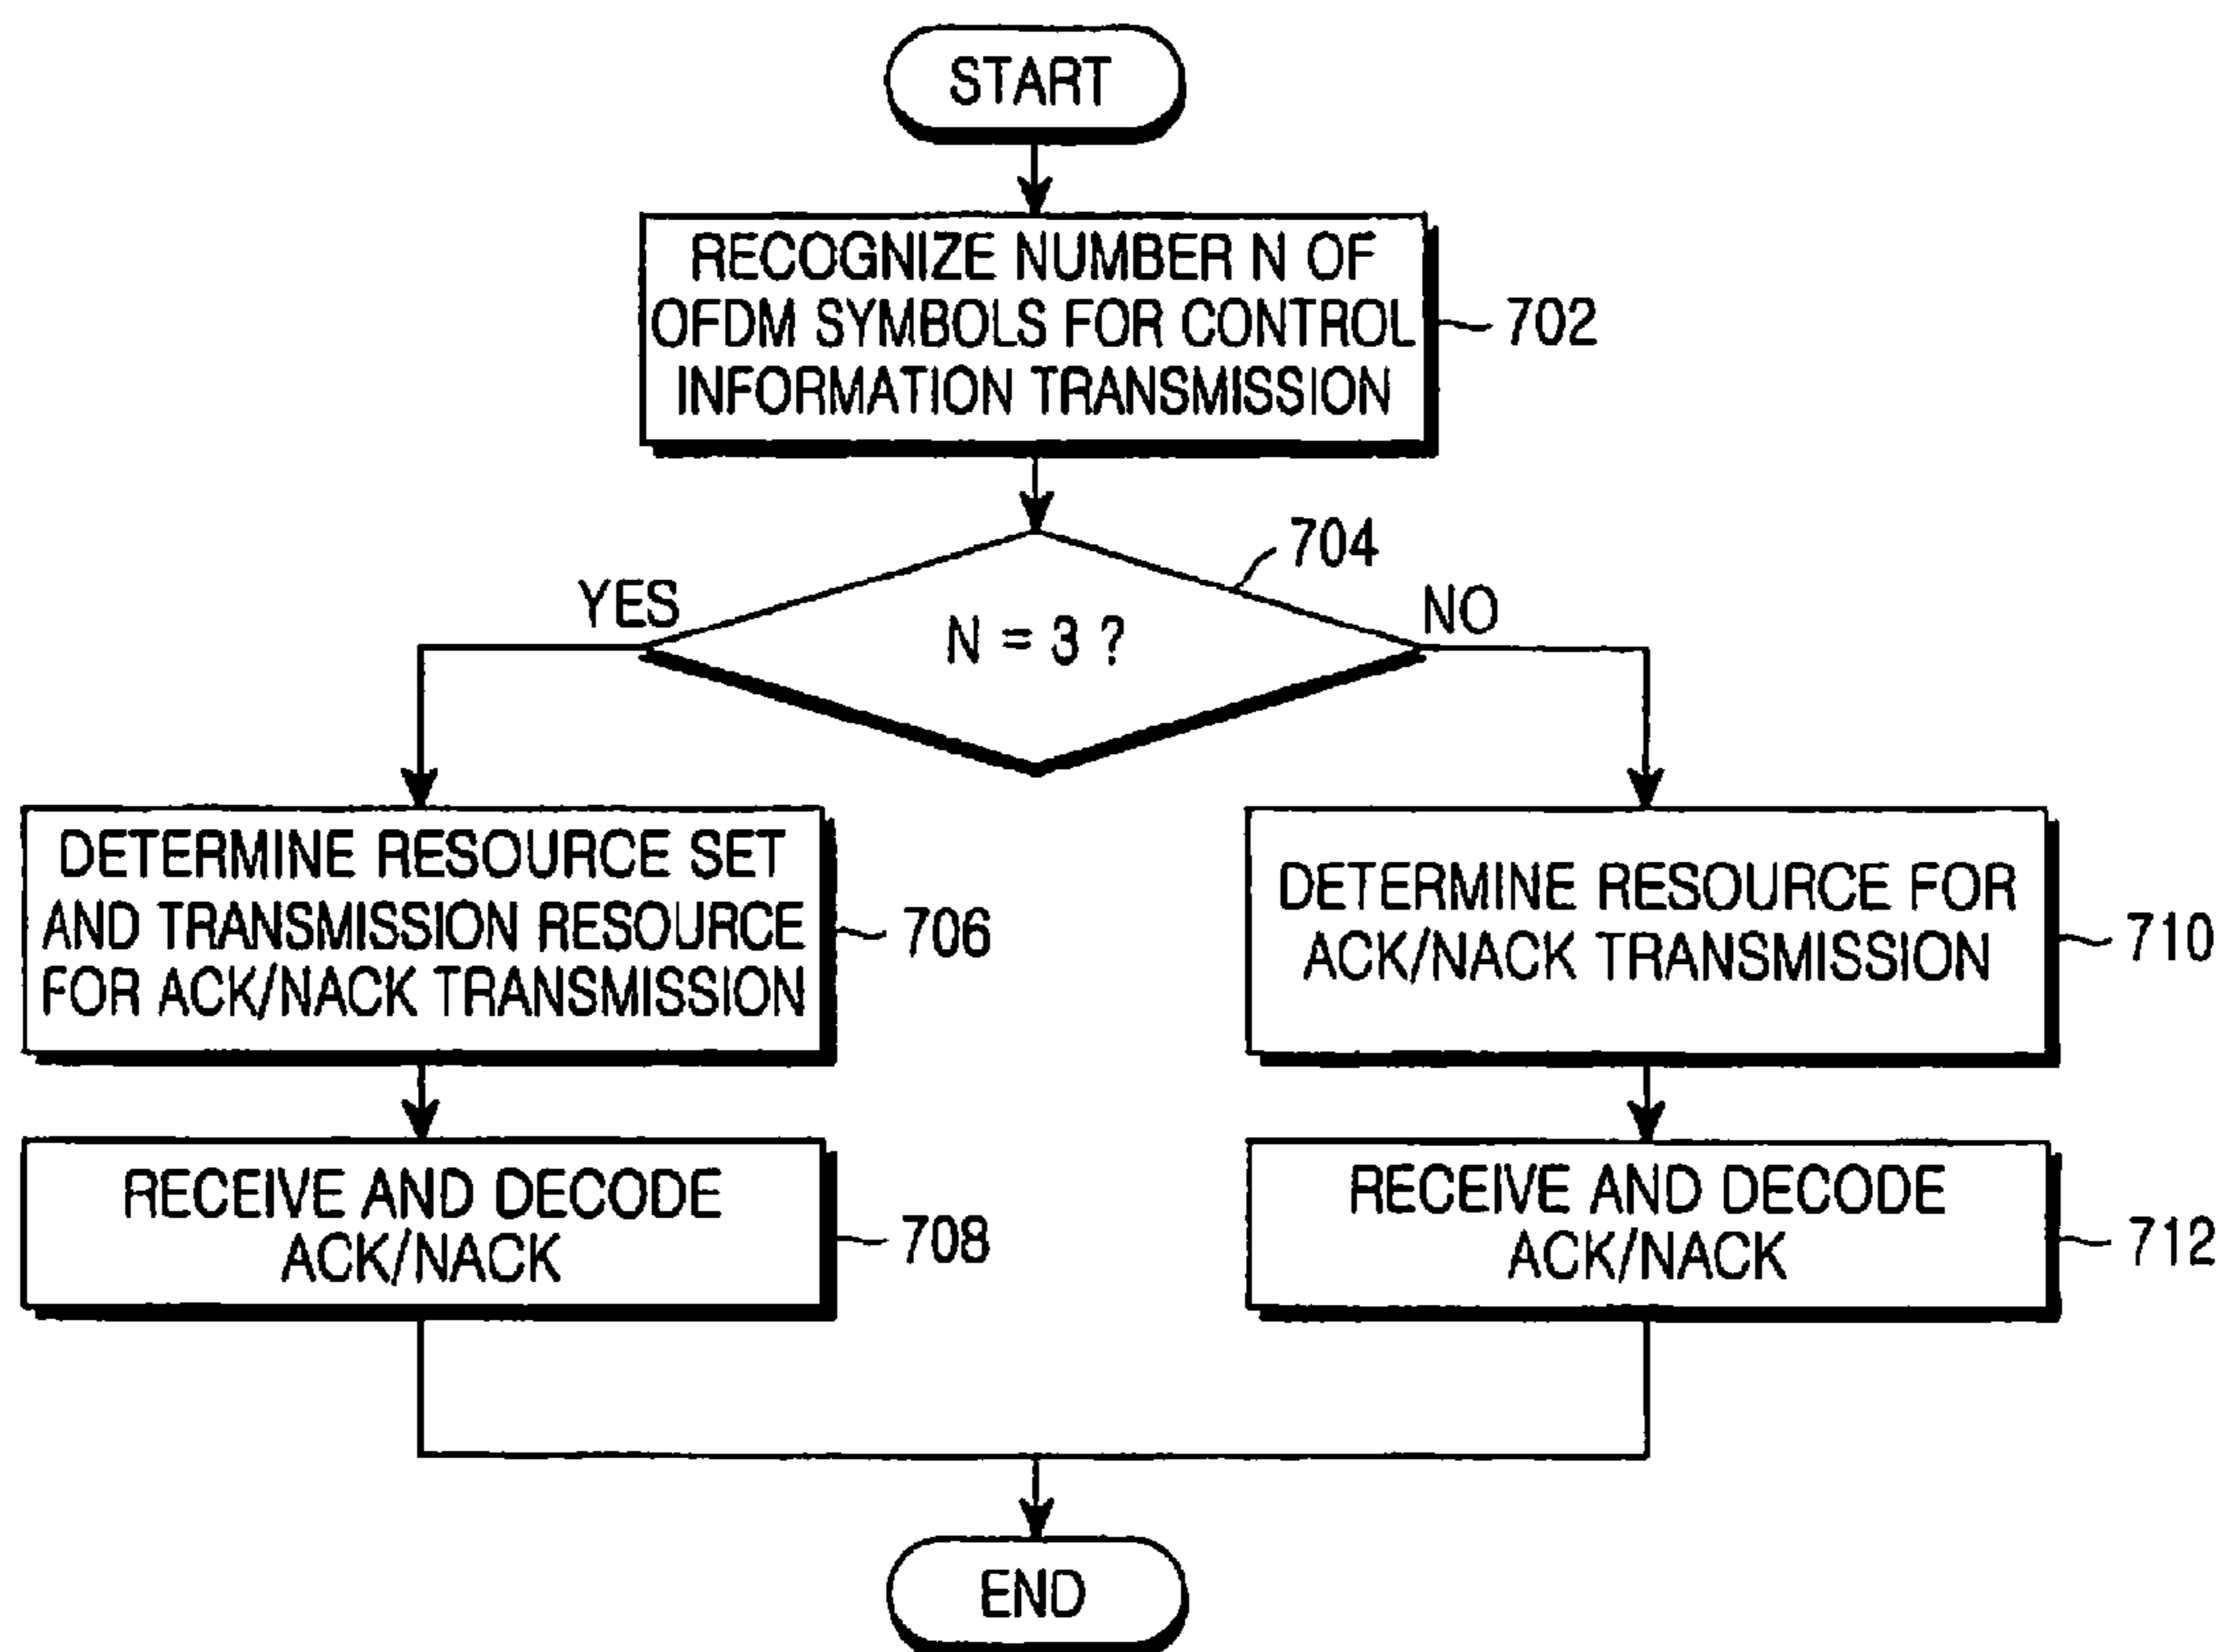 START
RECOGNIZE NUMBER N OF
OFDM SYMBOLS FOR CONTROL
INFORMATION TRANSMISSION
702
704
YES
N = 3 ?
NO
DETERMINE RESOURCE SET
AND TRANSMISSION RESOURCE
FOR ACK/NACK TRANSMISSION
706
DETERMINE RESOURCE FOR
ACK/NACK TRANSMISSION
710
RECEIVE AND DECODE
ACK/NACK
708
RECEIVE AND DECODE
ACK/NACK
712
END